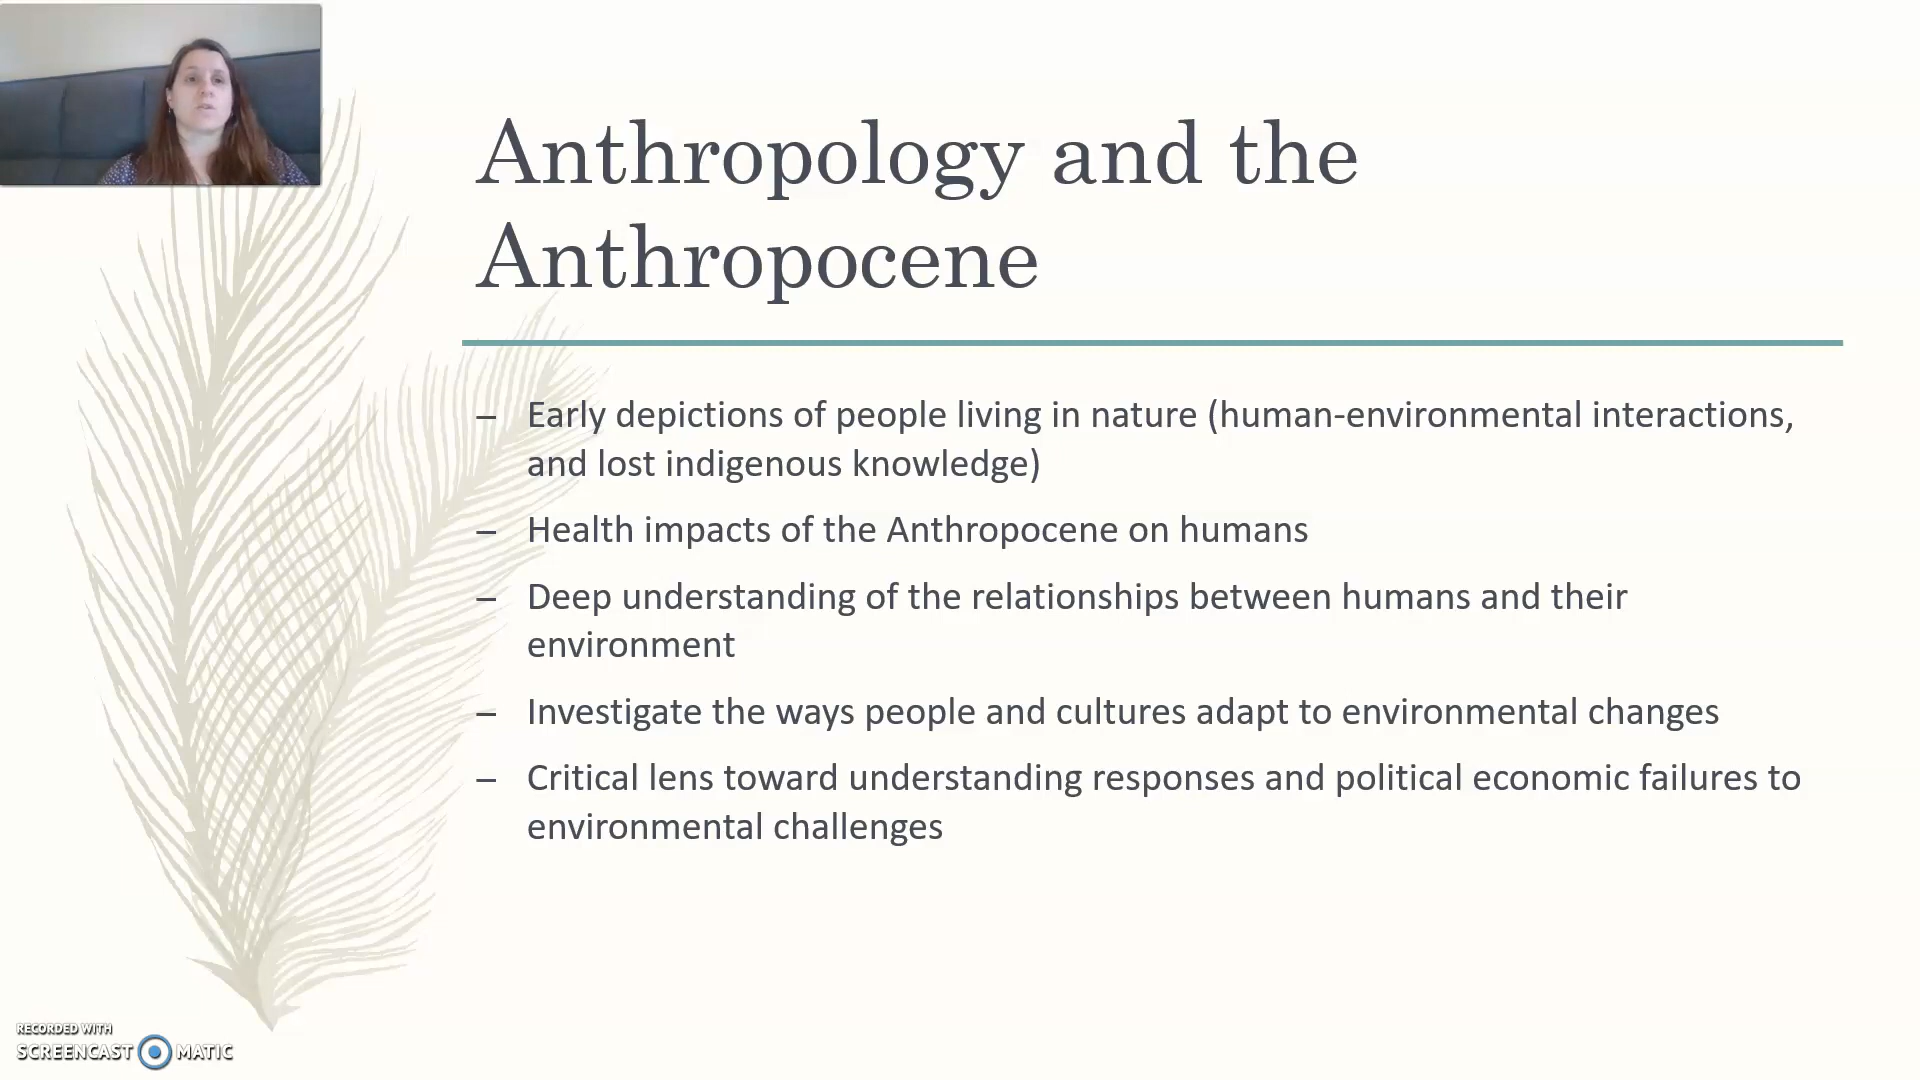 Anthropology and the
Anthropocene
– Early depictions of people living in nature (human-environmental interactions,
and lost indigenous knowledge)
– Health impacts of the Anthropocene on humans
– Deep understanding of the relationships between humans and their
environment
– Investigate the ways people and cultures adapt to environmental changes
– Critical lens toward understanding responses and political economic failures to
environmental challenges
RECORDED WITH
SCREENCAST MATIC